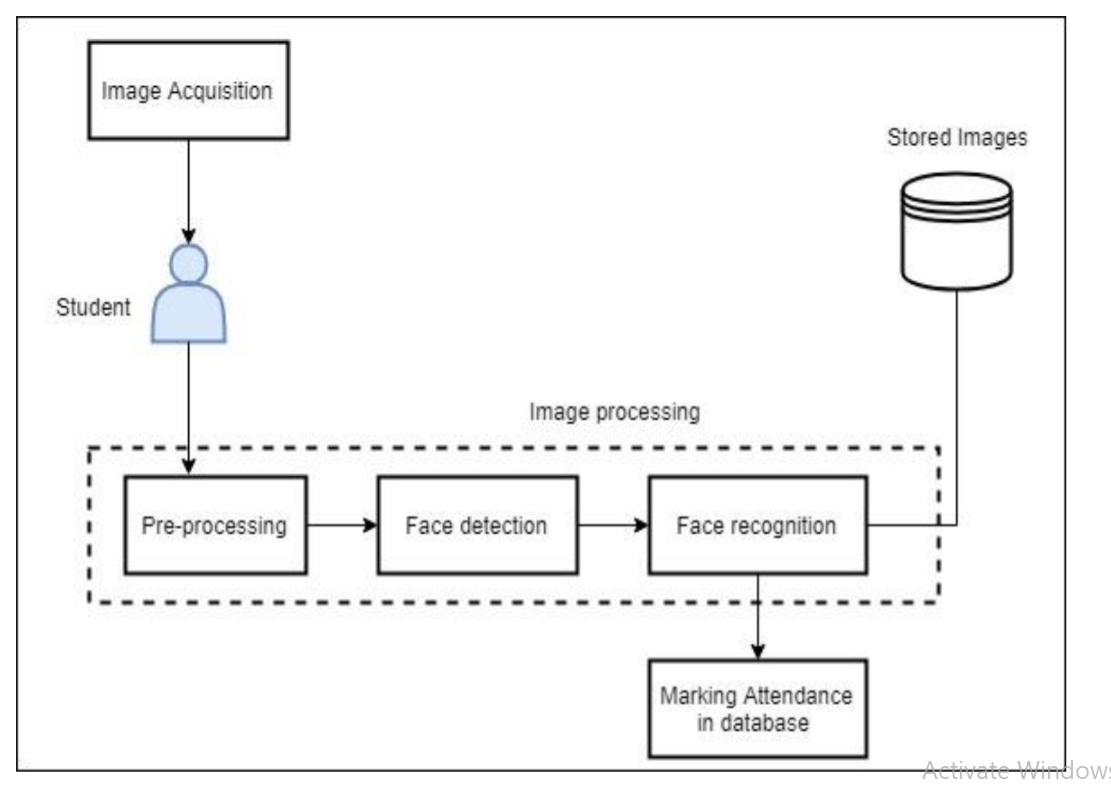 Image Acquisition
Stored Images
Student
Image processing
Pre-processing
Face detection
Face recognition
Marking Attendance
in database
Activate Windows